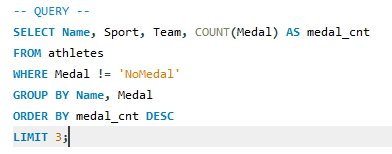 -- QUERY --
SELECT Name, Sport, Team, COUNT(Medal) AS medal_cnt
FROM athletes
WHERE Medal != 'NoMedal'
GROUP BY Name, Medal
ORDER BY medal_cnt DESC
LIMIT 3;